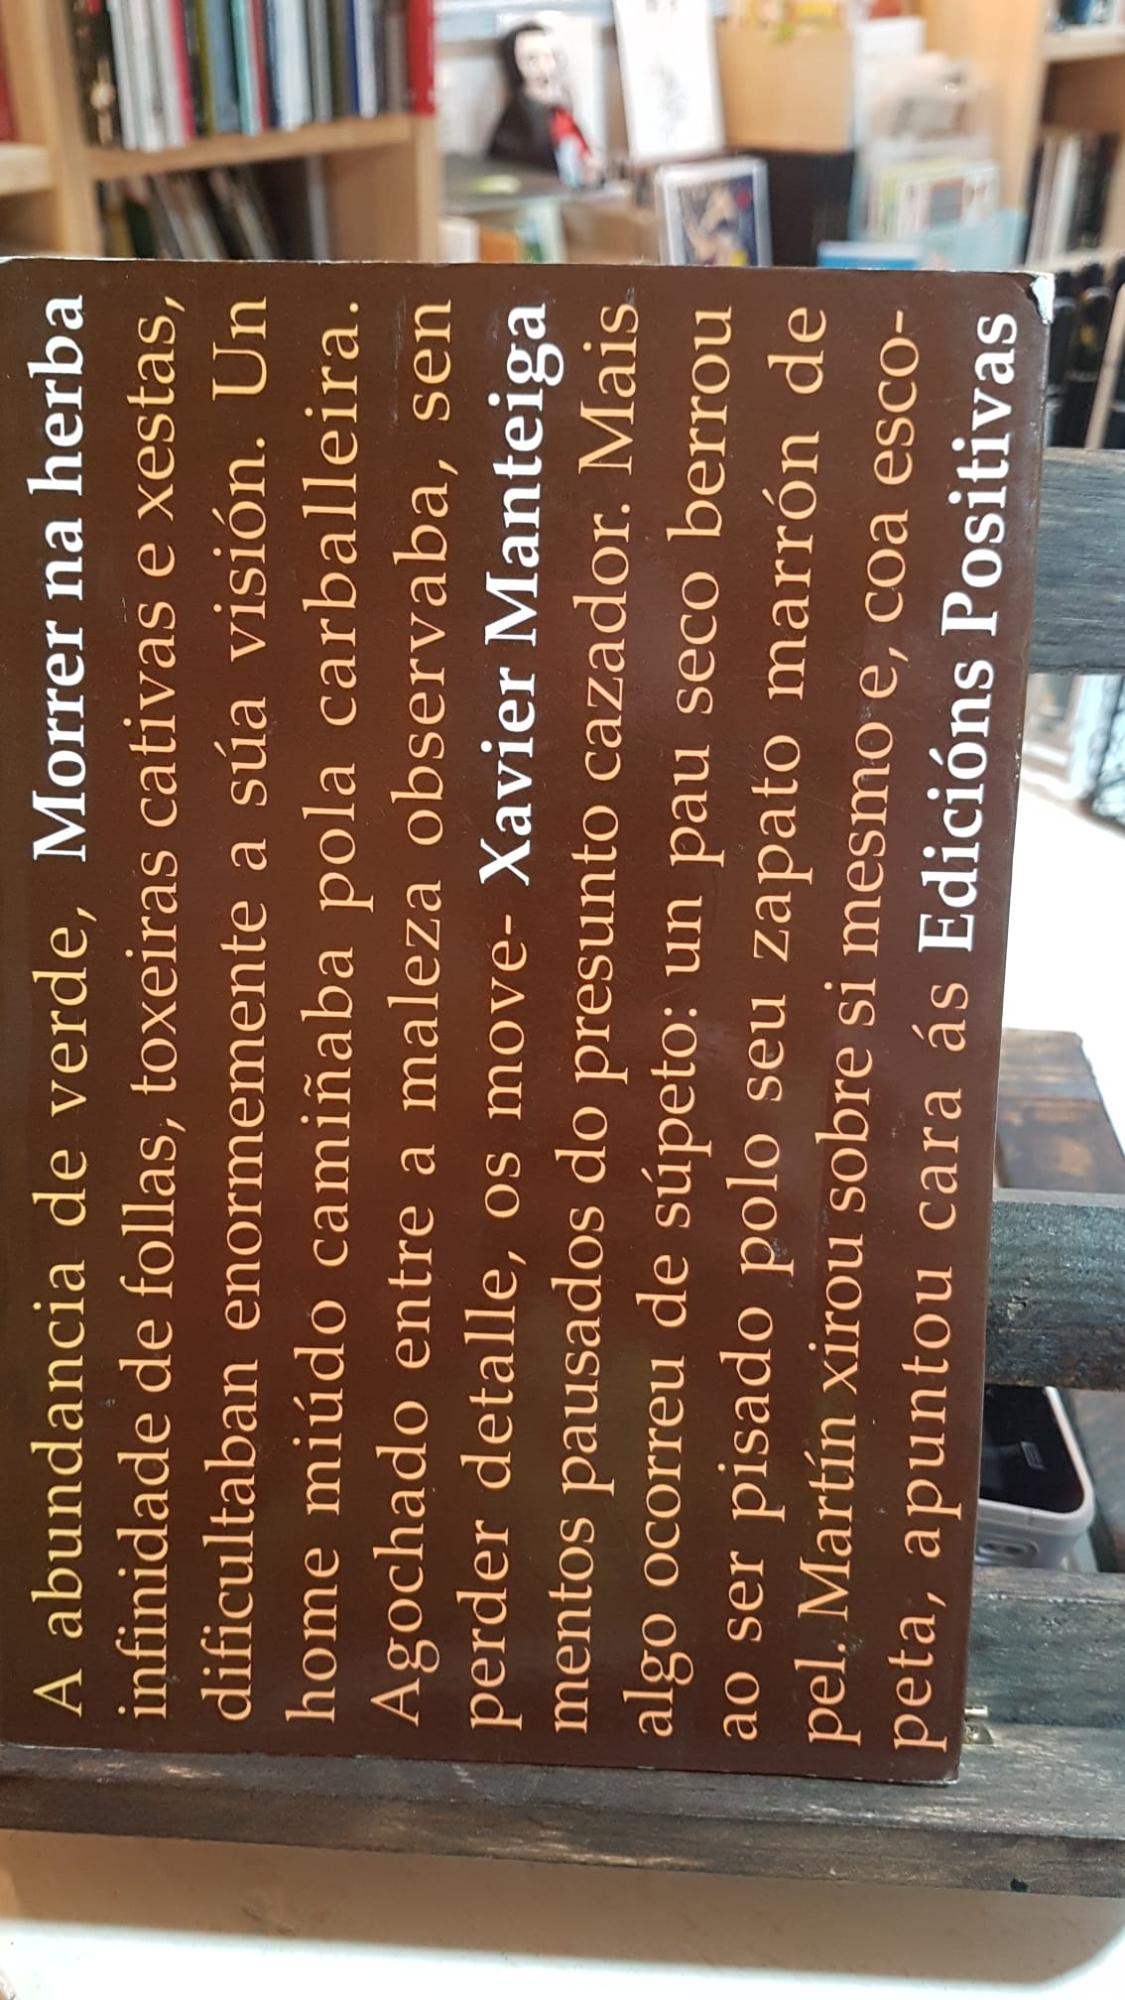 A abundancia de verde, Morrer na herba
infinidade de follas, toxeiras cativas e xestas,
dificultaban enormemente a súa visión. Un
home miúdo camiñaba pola carballeira.
Agochado entre a maleza observaba, sen
perder detalle, os move- Xavier Manteiga
mentos pausados do presunto cazador. Mais
algo ocorreu de súpeto: un pau seco berrou
ao ser pisado polo seu zapato marrón de
pel. Martín xirou sobre si mesmo e, coa esco-
peta, apuntou cara ás Edicións Positivas